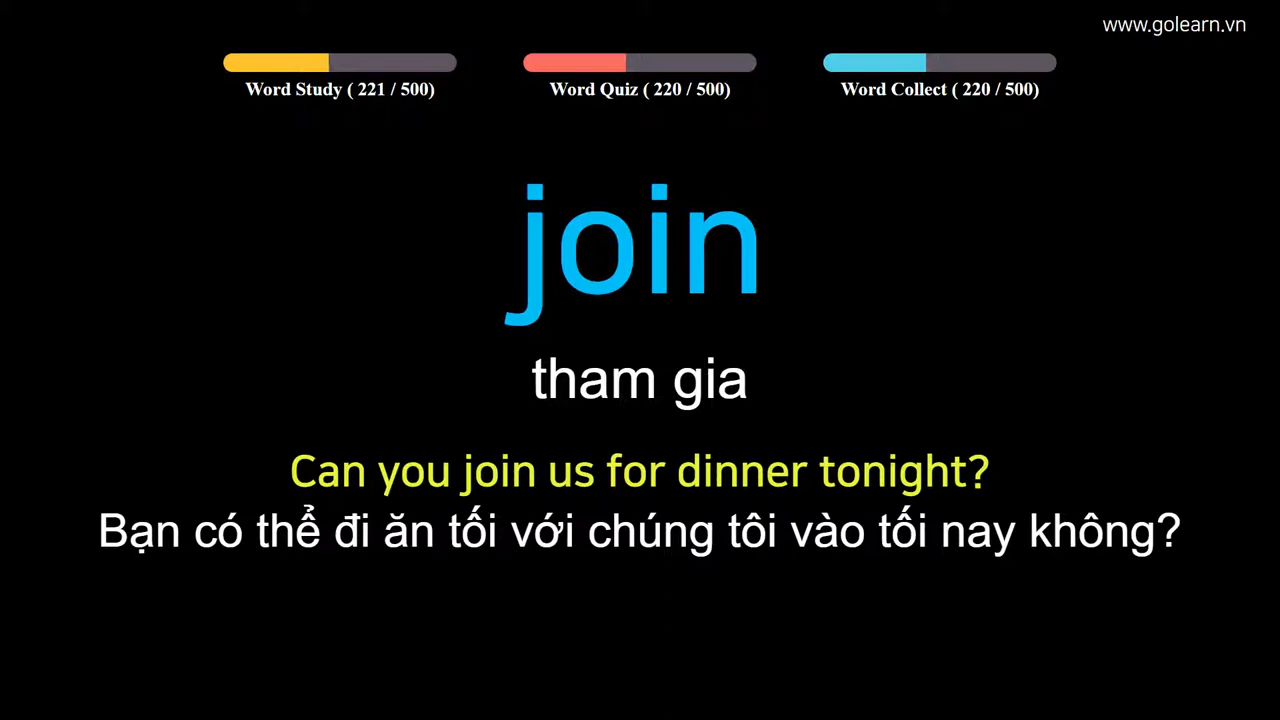 www.golearn.vn
Word Study ( 221 / 500)
Word Quiz ( 220 / 500)
Word Collect ( 220 / 500)
join
tham gia
Can you join us for dinner tonight?
Bạn có thể đi ăn tối với chúng tôi vào tối nay không?